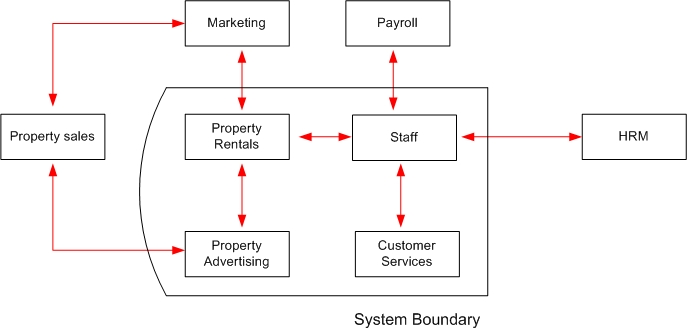 Marketing
Payroll
Property sales
Property
Rentals
Staff
HRM
Property
Advertising
Customer
Services
System Boundary